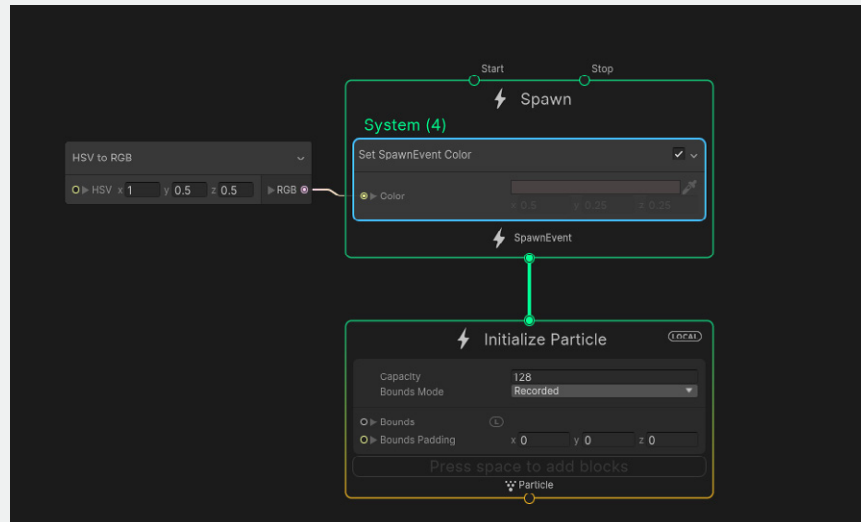 Start Stop
Spawn
System (4)
HSV to RGB
Set SpawnEvent Color
HSV x 1 y 0.5 z 0.5 RGB
Color
x 0.5 y 0.25 z 0.25
SpawnEvent
Initialize Particle LOCAL
Capacity 128
Bounds Mode Recorded
Bounds L
Bounds Padding x 0 y 0 z 0
Press space to add blocks
Particle